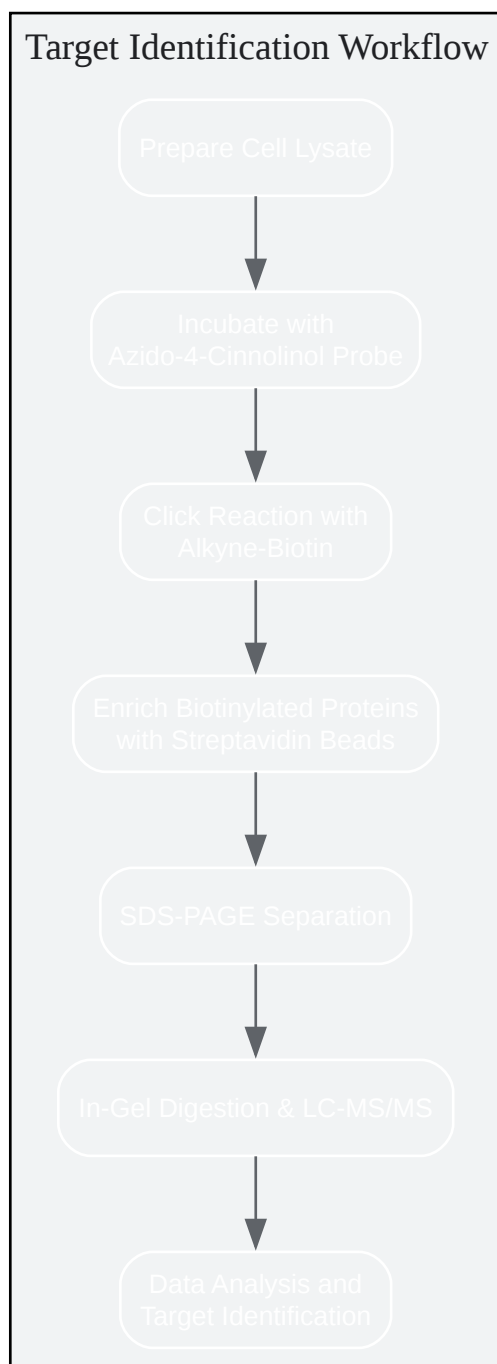 Target Identification Workflow
Prepare Cell Lysate
Incubate with
Azido-4-Cinnolinol Probe
Click Reaction with
Alkyne-Biotin
Enrich Biotinylated Proteins
with Streptavidin Beads
SDS-PAGE Separation
In-Gel Digestion & LC-MS/MS
Data Analysis and
Target Identification